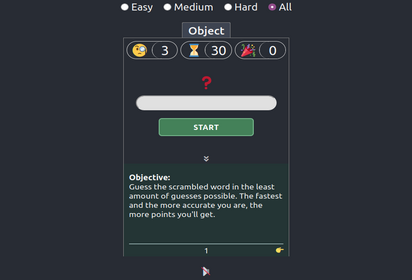 Easy Medium Hard All
Object
3 30 0
?
START
Objective:
Guess the scrambled word in the least
amount of guesses possible. The fastest
and the more accurate you are, the
more points you'll get.
1